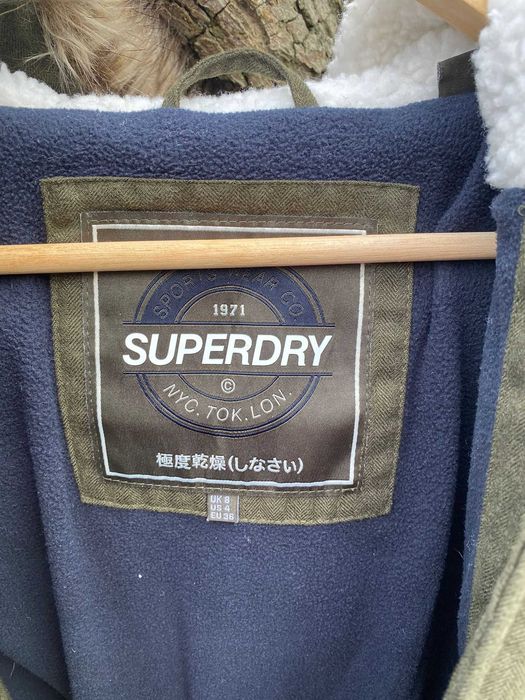 SPORTSWEAR CO
1971
SUPERDRY
©
NYC. TOK. LON.
極度乾燥(しなさい)
UK 8
US 4
EU 36